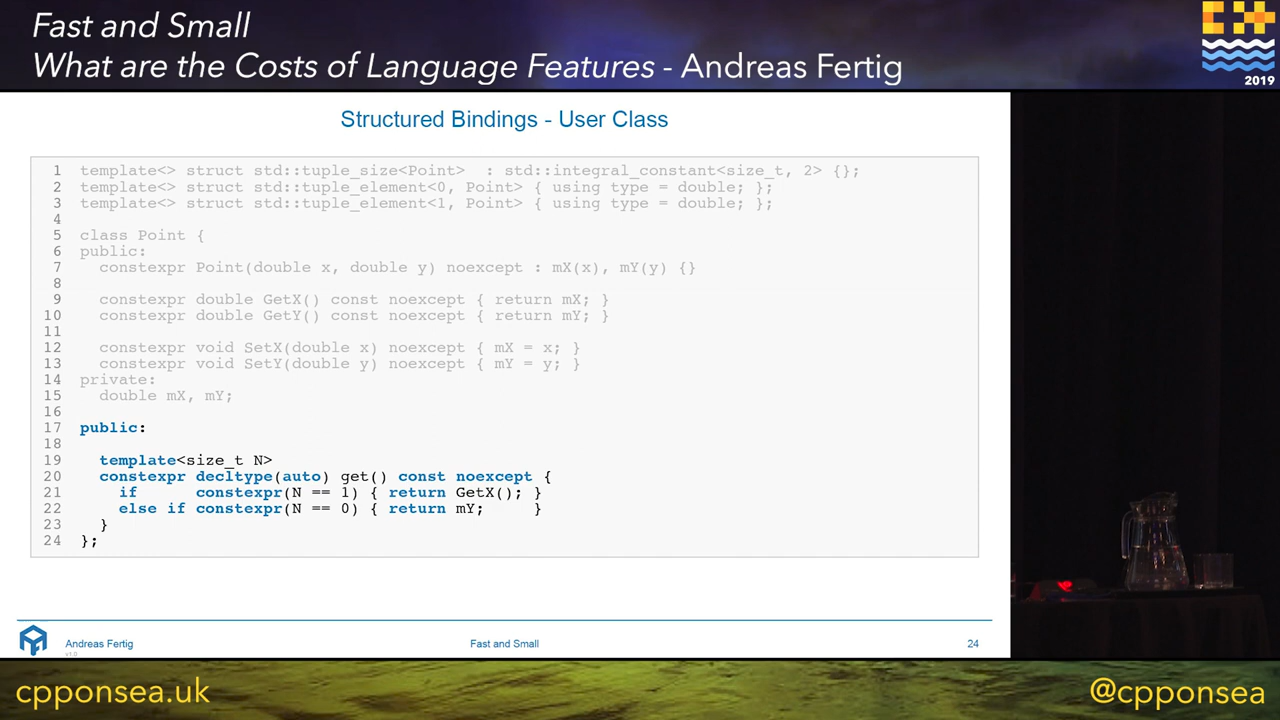 Fast and Small
What are the Costs of Language Features - Andreas Fertig
2019
Structured Bindings - User Class
1 template<> struct std::tuple_size<Point> : std::integral_constant<size_t, 2> {};
2 template<> struct std::tuple_element<0, Point> { using type = double; };
3 template<> struct std::tuple_element<1, Point> { using type = double; };
4
5 class Point {
6 public:
7 constexpr Point(double x, double y) noexcept : mX(x), mY(y) {}
8
9 constexpr double GetX() const noexcept { return mX; }
10 constexpr double GetY() const noexcept { return mY; }
11
12 constexpr void SetX(double x) noexcept { mX = x; }
13 constexpr void SetY(double y) noexcept { mY = y; }
14 private:
15 double mX, mY;
16
17 public:
18
19 template<size_t N>
20 constexpr decltype(auto) get() const noexcept {
21 if constexpr(N == 1) { return GetX(); }
22 else if constexpr(N == 0) { return mY; }
23 }
24 };
Andreas Fertig Fast and Small 24
v1.0
cpponsea.uk @cpponsea